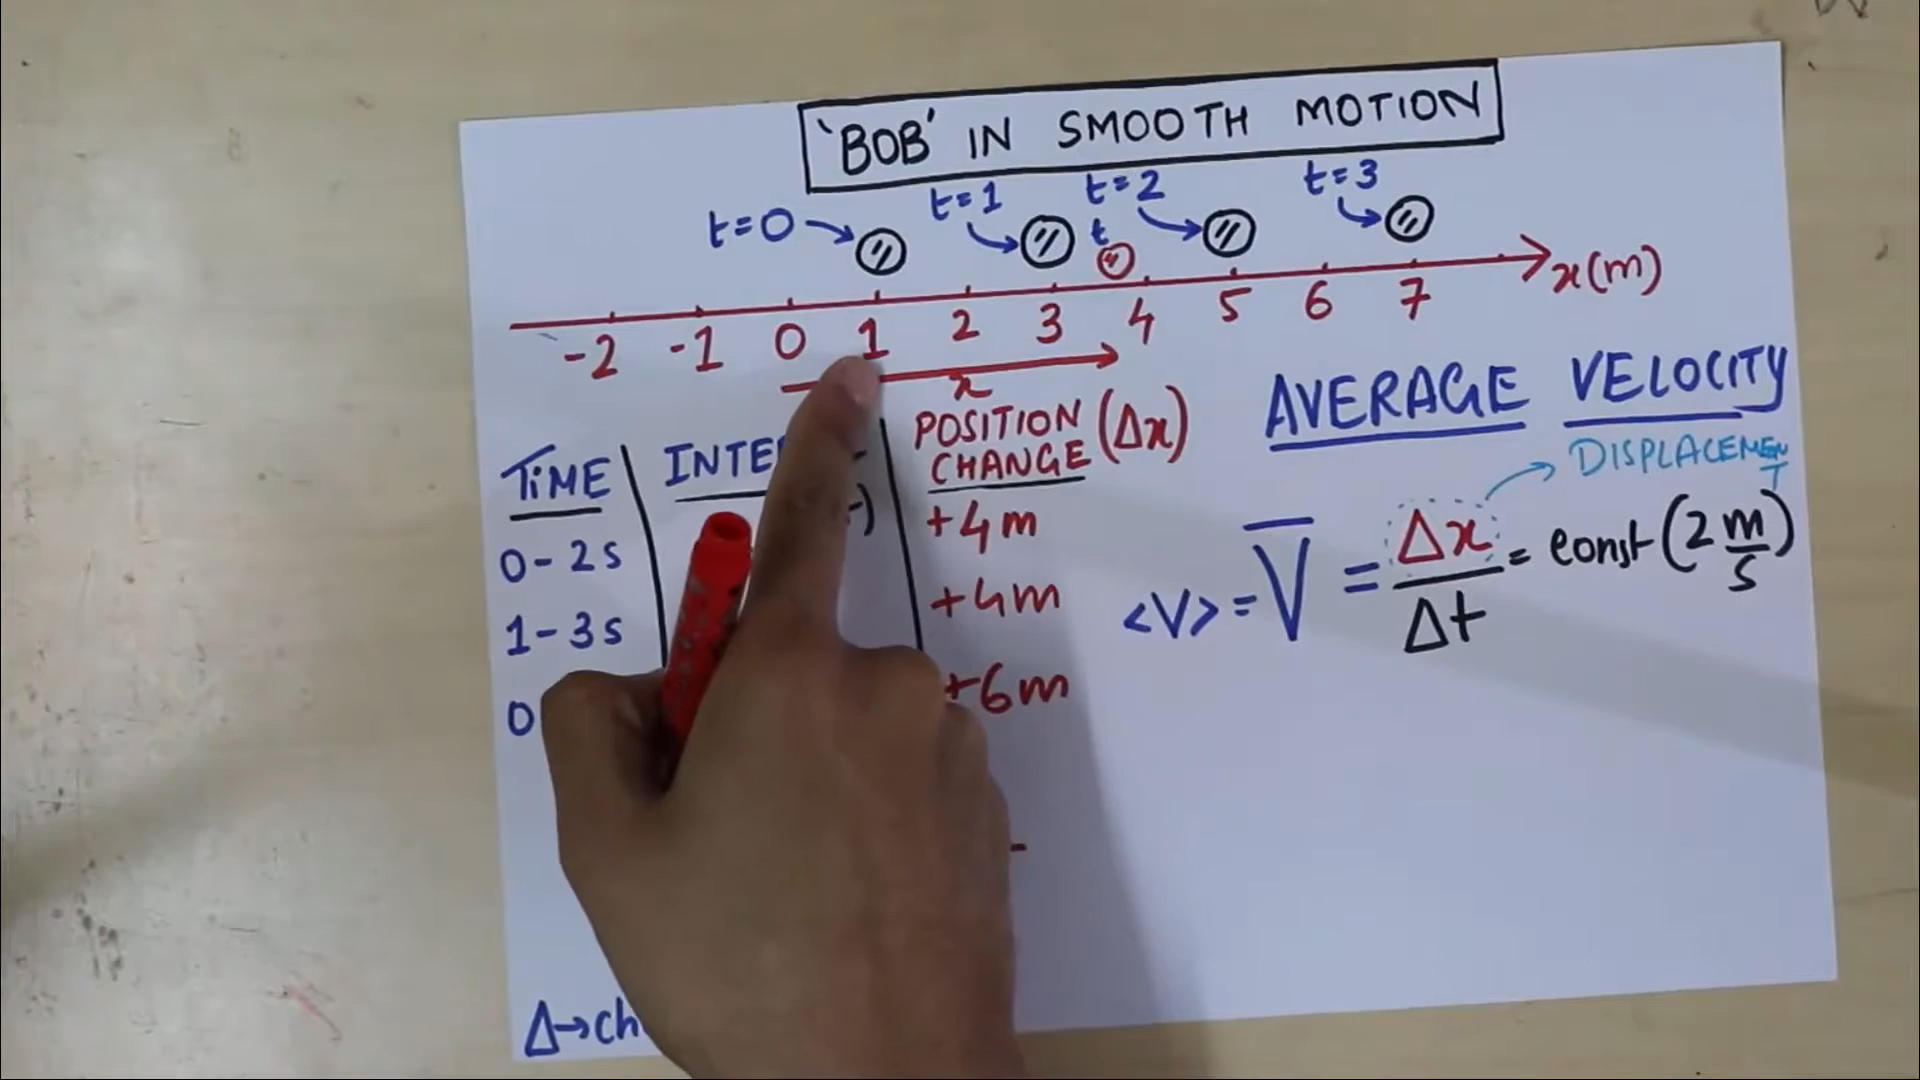 'BOB' IN SMOOTH MOTION
t=0
t=1
t=2
t=3
t
-2 -1 0 1 2 3 4 5 6 7
x(m)
x
TIME
POSITION CHANGE (Δx)
0-2s +4m
1-3s +4m
0 +6m
AVERAGE VELOCITY
DISPLACEMENT
<V> = V̅ = Δx/Δt = const (2 m/s)
Δ→ch